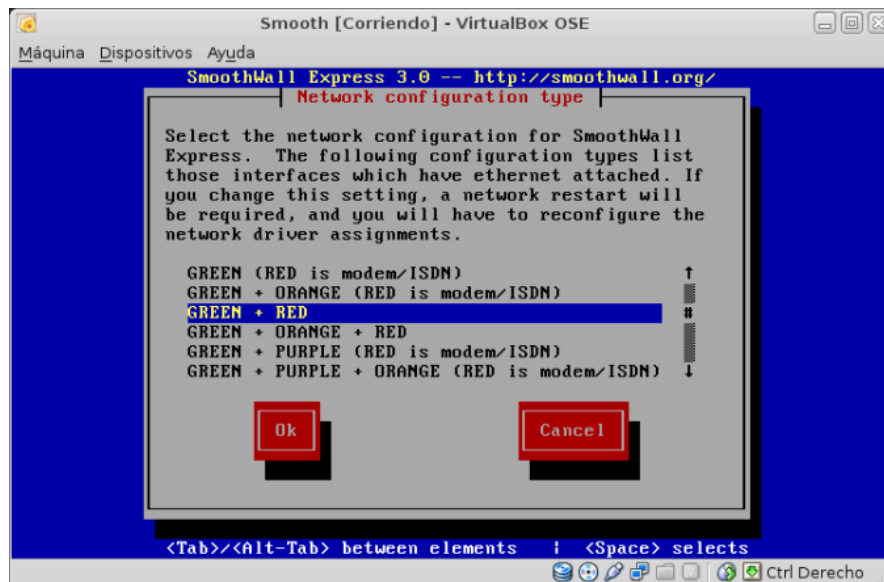 Smooth [Corriendo] - VirtualBox OSE
Máquina Dispositivos Ayuda
SmoothWall Express 3.0 -- http://smoothwall.org/
Network configuration type
Select the network configuration for SmoothWall
Express. The following configuration types list
those interfaces which have ethernet attached. If
you change this setting, a network restart will
be required, and you will have to reconfigure the
network driver assignments.
GREEN (RED is modem/ISDN)
GREEN + ORANGE (RED is modem/ISDN)
GREEN + RED
GREEN + ORANGE + RED
GREEN + PURPLE (RED is modem/ISDN)
GREEN + PURPLE + ORANGE (RED is modem/ISDN)
Ok Cancel
<Tab>/<Alt-Tab> between elements | <Space> selects
Ctrl Derecho